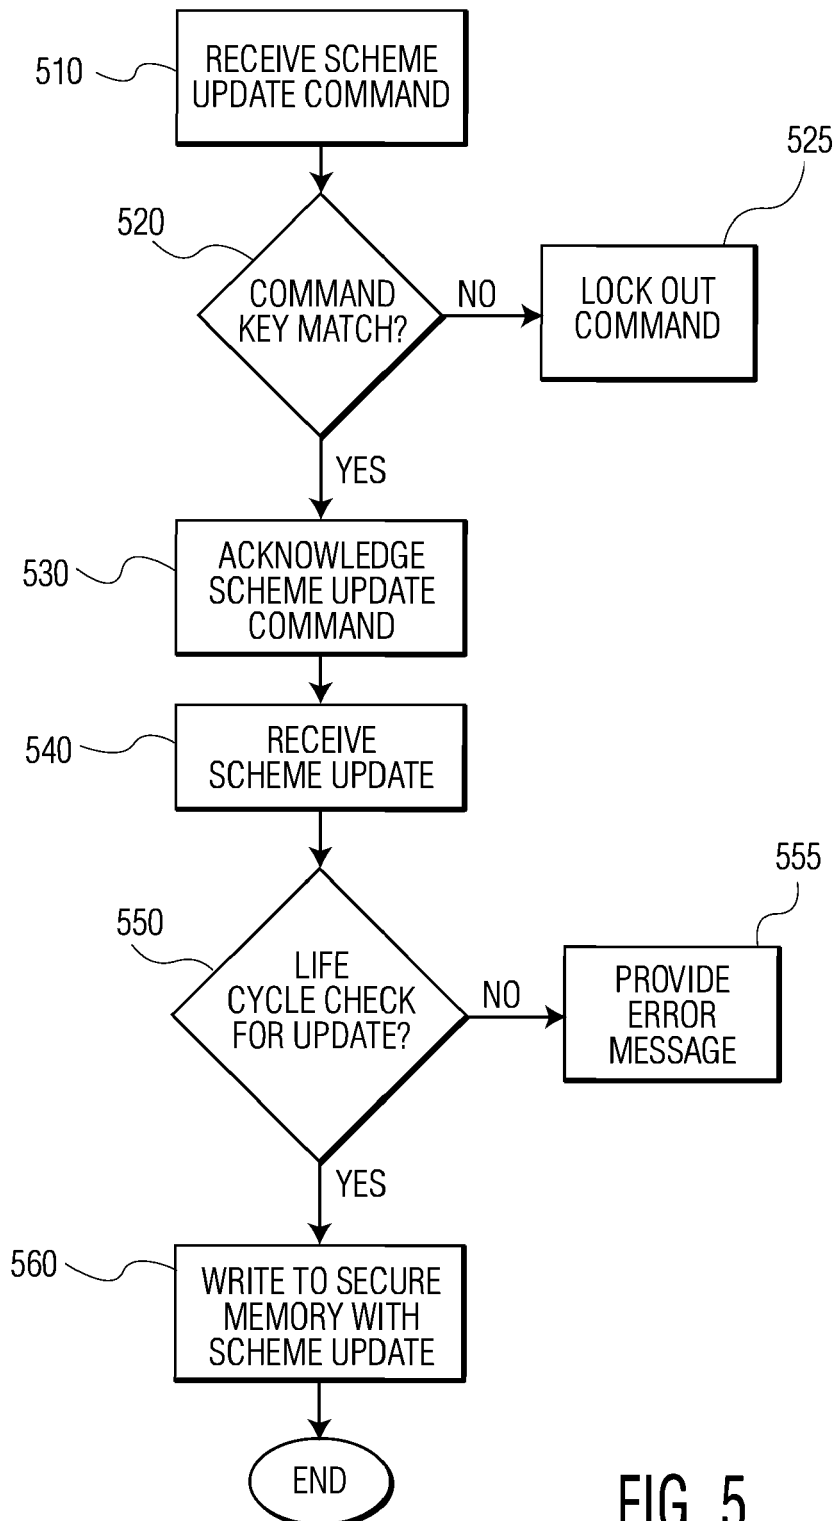 510
RECEIVE SCHEME
UPDATE COMMAND
525
520
COMMAND
KEY MATCH?
NO
LOCK OUT
COMMAND
YES
530
ACKNOWLEDGE
SCHEME UPDATE
COMMAND
540
RECEIVE
SCHEME UPDATE
555
550
LIFE
CYCLE CHECK
FOR UPDATE?
NO
PROVIDE
ERROR
MESSAGE
YES
560
WRITE TO SECURE
MEMORY WITH
SCHEME UPDATE
END
FIG. 5